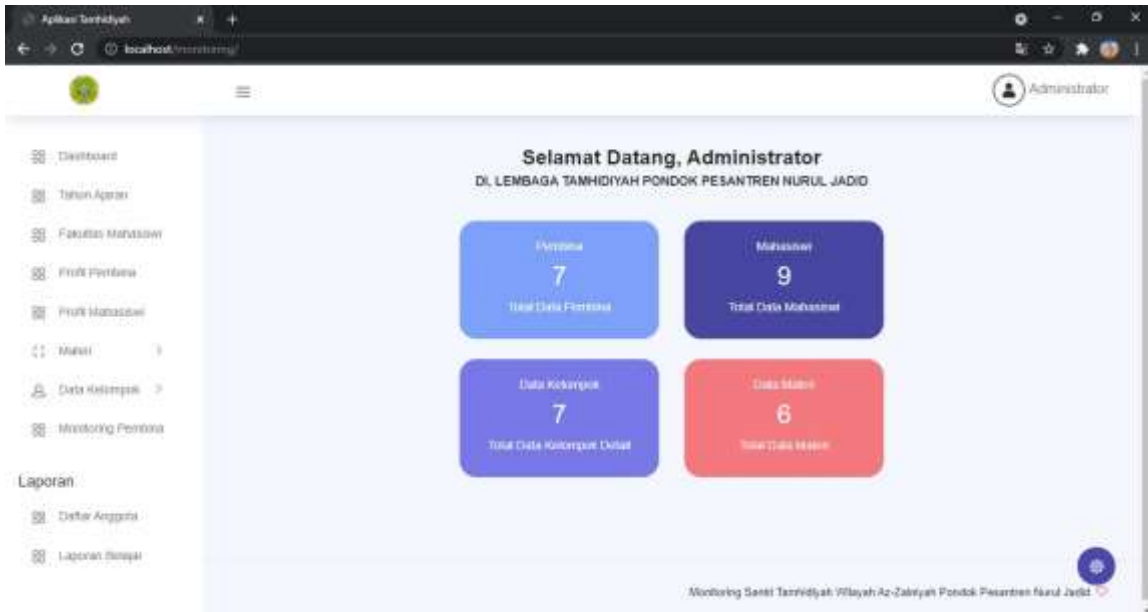 Aplikasi Tamhidiyah
localhost/monitoring/
Administrator
Dashboard
Tahun Ajaran
Fakultas Mahasiswi
Profil Pembina
Profil Mahasiswi
Materi
Data Kelompok
Monitoring Pembina
Laporan
Daftar Anggota
Laporan Belajar
Selamat Datang, Administrator
DI, LEMBAGA TAMHIDIYAH PONDOK PESANTREN NURUL JADID
Pembina
7
Total Data Pembina
Mahasiswi
9
Total Data Mahasiswi
Data Kelompok
7
Total Data Kelompok Detail
Data Materi
6
Total Data Materi
Monitoring Santri Tamhidiyah Wilayah Az-Zainiyah Pondok Pesantren Nurul Jadid